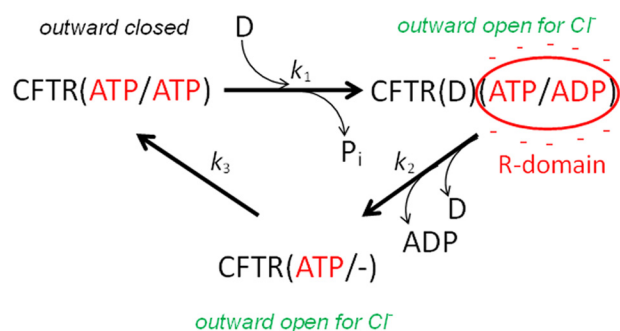 outward closed
D
outward open for Cl⁻
k₁
CFTR(ATP/ATP)
CFTR(D)(ATP/ADP)
Pᵢ
k₂
R-domain
k₃
D
ADP
CFTR(ATP/-)
outward open for Cl⁻